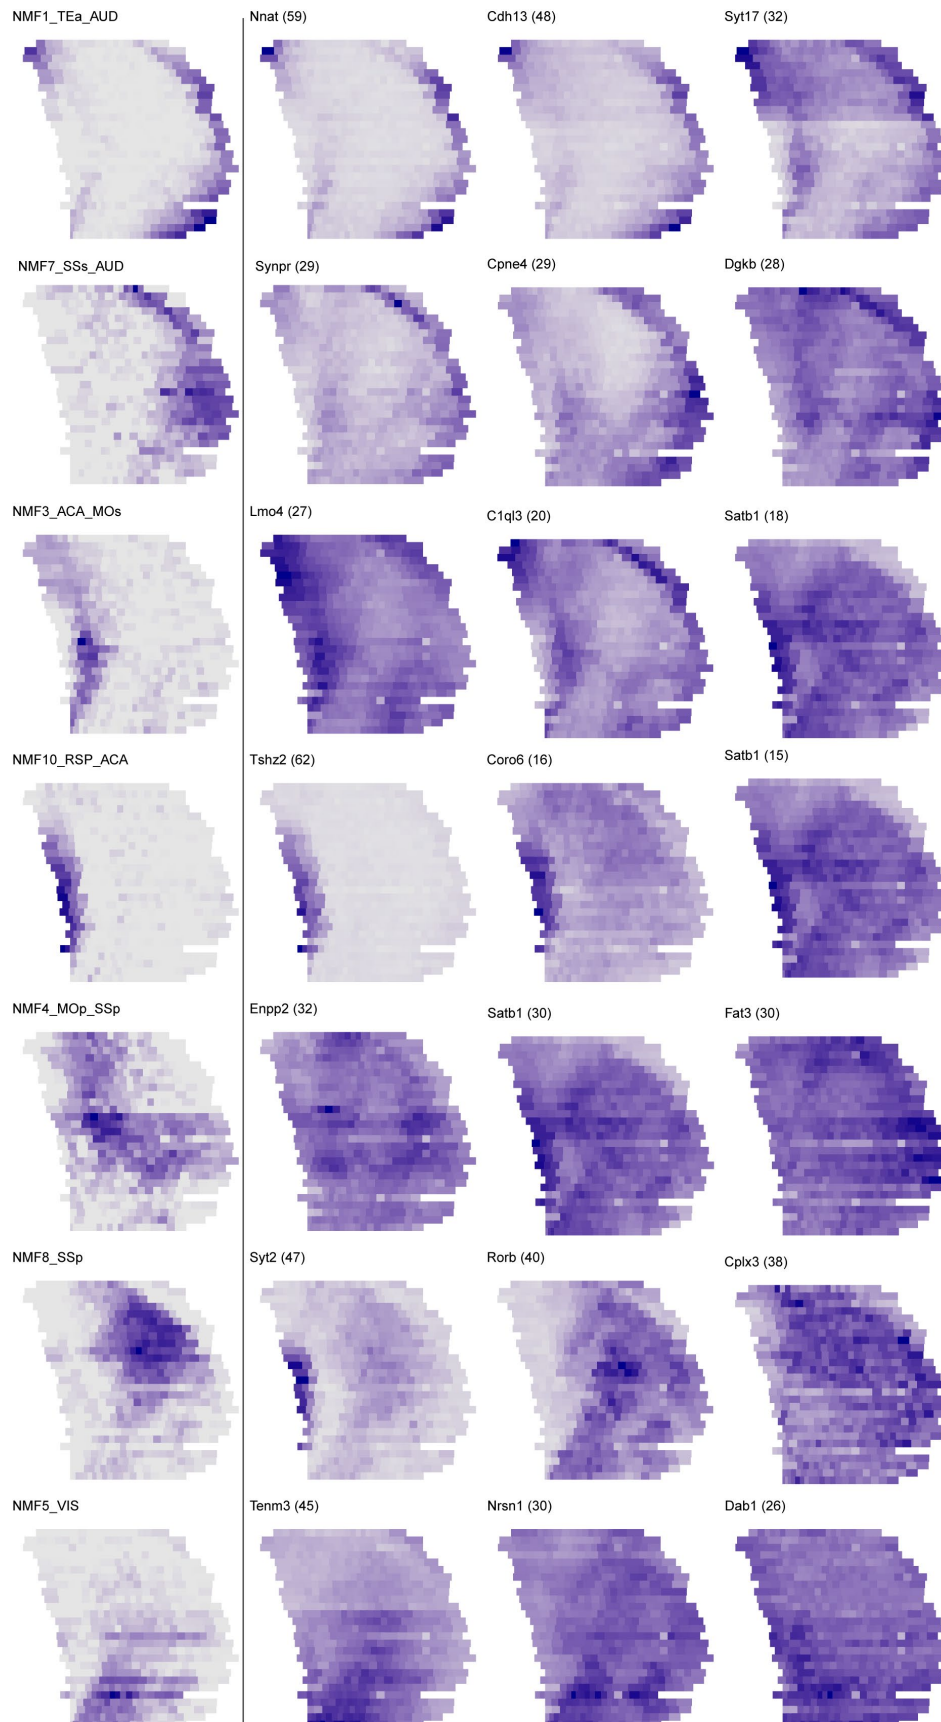 NMF1_TEa_AUD Nnat (59) Cdh13 (48) Syt17 (32)
NMF7_SSs_AUD Synpr (29) Cpne4 (29) Dgkb (28)
NMF3_ACA_MOs Lmo4 (27) C1ql3 (20) Satb1 (18)
NMF10_RSP_ACA Tshz2 (62) Coro6 (16) Satb1 (15)
NMF4_MOp_SSp Enpp2 (32) Satb1 (30) Fat3 (30)
NMF8_SSp Syt2 (47) Rorb (40) Cplx3 (38)
NMF5_VIS Tenm3 (45) Nrsn1 (30) Dab1 (26)